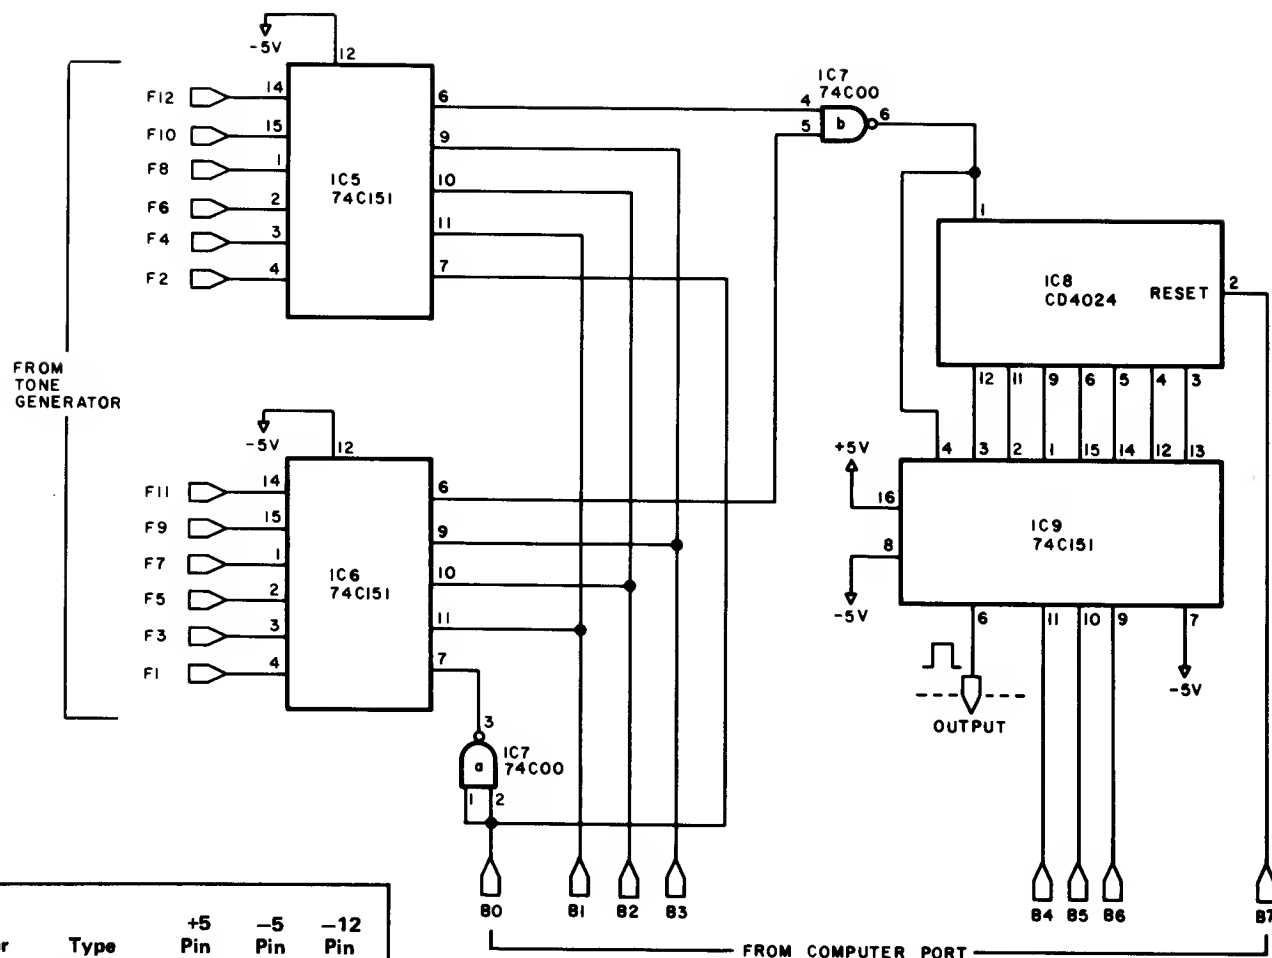 -5V
12
F12 14
F10 15
F8 1
F6 2
F4 3
F2 4
IC5
74C151
6
9
10
11
7
FROM
TONE
GENERATOR
-5V
12
F11 14
F9 15
F7 1
F5 2
F3 3
F1 4
IC6
74C151
6
9
10
11
7
3
IC7
74C00
a
1 2
IC7
74C00
4
5
b
6
1
IC8
CD4024
RESET
2
12 11 9 6 5 4 3
4 3 2 1 15 14 12 13
+5V
16
8
-5V
IC9
74C151
6 11 10 9 7
OUTPUT
-5V
B0 B1 B2 B3 B4 B5 B6 B7
FROM COMPUTER PORT
+5 -5 -12
Type Pin Pin Pin